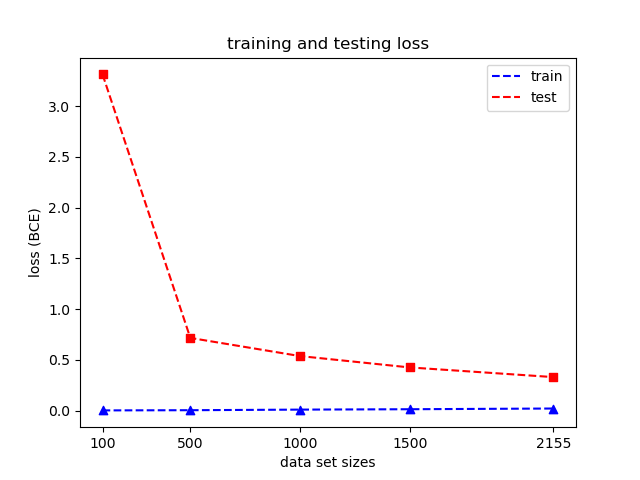 training and testing loss
train
test
3.0
2.5
2.0
1.5
1.0
0.5
0.0
loss (BCE)
100 500 1000 1500 2155
data set sizes